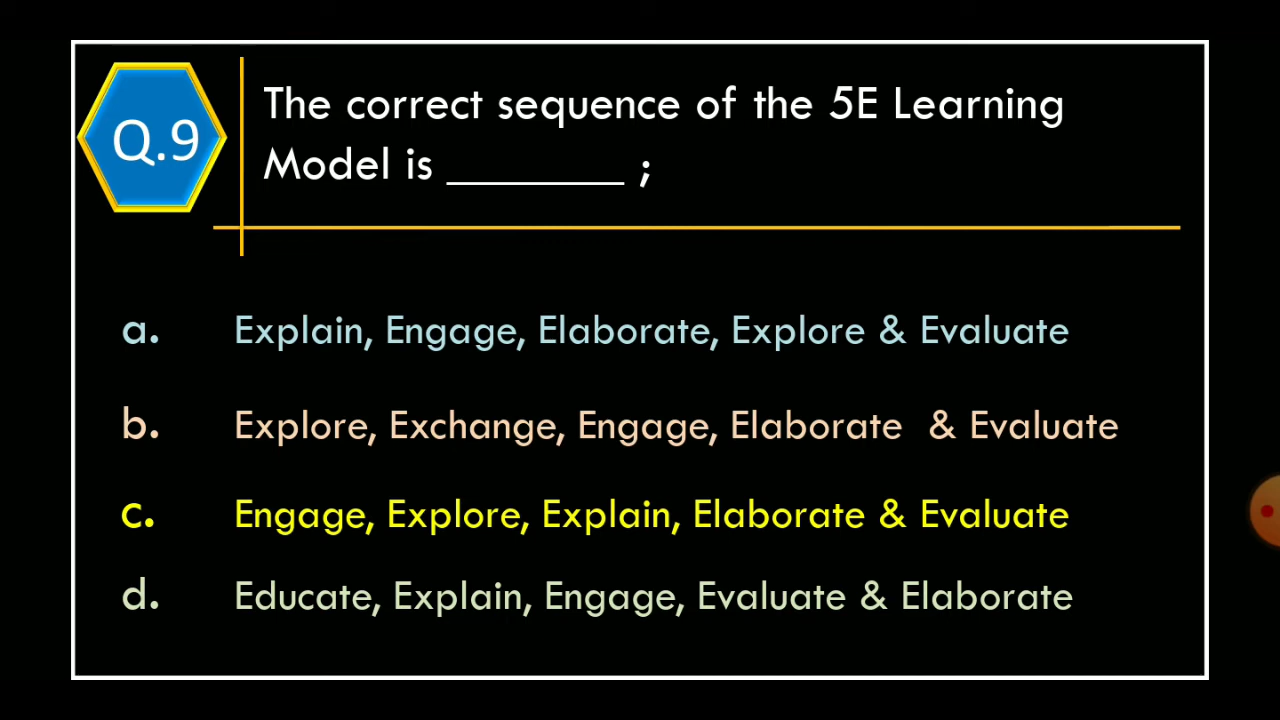 Q.9
The correct sequence of the 5E Learning
Model is ________ ;
a. Explain, Engage, Elaborate, Explore & Evaluate
b. Explore, Exchange, Engage, Elaborate & Evaluate
c. Engage, Explore, Explain, Elaborate & Evaluate
d. Educate, Explain, Engage, Evaluate & Elaborate